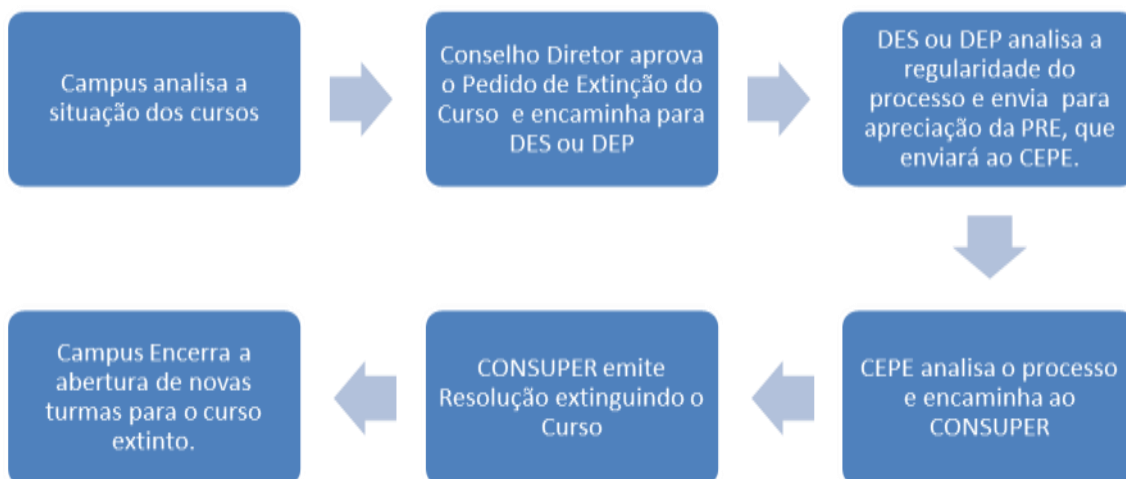 Campus analisa a
situação dos cursos
Conselho Diretor aprova
o Pedido de Extinção do
Curso e encaminha para
DES ou DEP
DES ou DEP analisa a
regularidade do
processo e envia para
apreciação da PRE, que
enviará ao CEPE.
CEPE analisa o processo
e encaminha ao
CONSUPER
CONSUPER emite
Resolução extinguindo o
Curso
Campus Encerra a
abertura de novas
turmas para o curso
extinto.